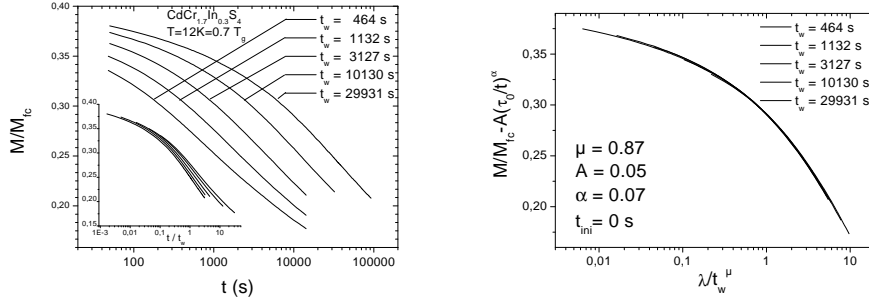 CdCr1.7In0.3S4
T=12K=0.7 Tg
tw = 464 s
tw = 1132 s
tw = 3127 s
tw = 10130 s
tw = 29931 s
0,40
0,35
0,30
0,25
0,20
M/Mfc
0,40
0,35
0,30
0,25
0,20
0,15
1E-3 0,1 10
t / tw
100 1000 10000 100000
t (s)
tw = 464 s
tw = 1132 s
tw = 3127 s
tw = 10130 s
tw = 29931 s
0,35
0,30
0,25
0,20
M/Mfc-A(τ0/t)α
μ = 0.87
A = 0.05
α = 0.07
tini= 0 s
0,01 0,1 1 10
λ/twμ